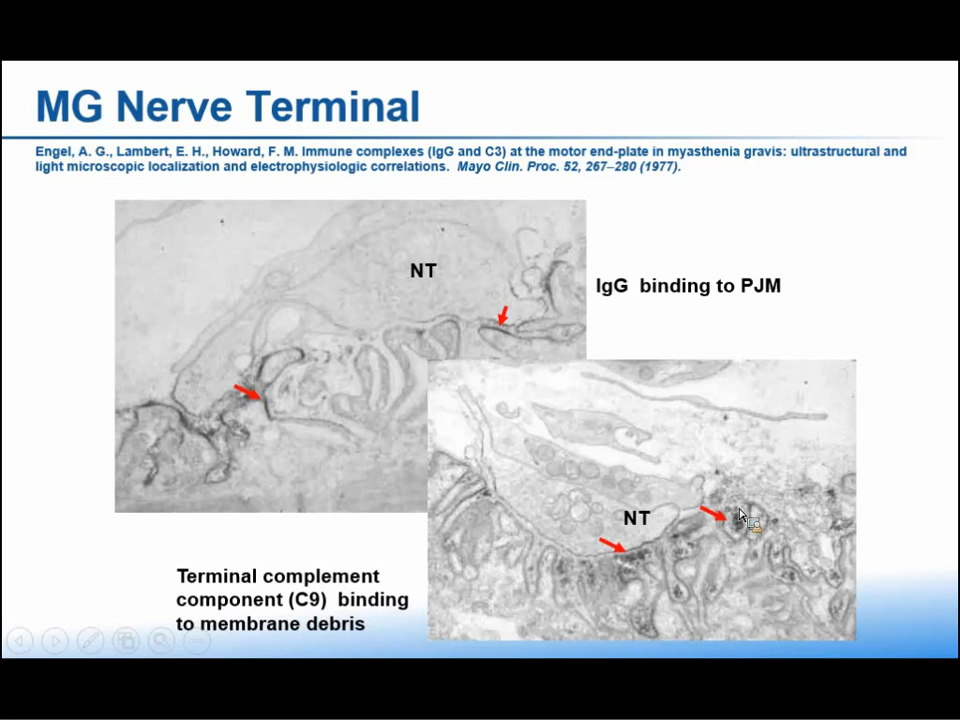 MG Nerve Terminal
Engel, A. G., Lambert, E. H., Howard, F. M. Immune complexes (IgG and C3) at the motor end-plate in myasthenia gravis: ultrastructural and
light microscopic localization and electrophysiologic correlations. Mayo Clin. Proc. 52, 267–280 (1977).
NT
IgG binding to PJM
NT
Terminal complement
component (C9) binding
to membrane debris